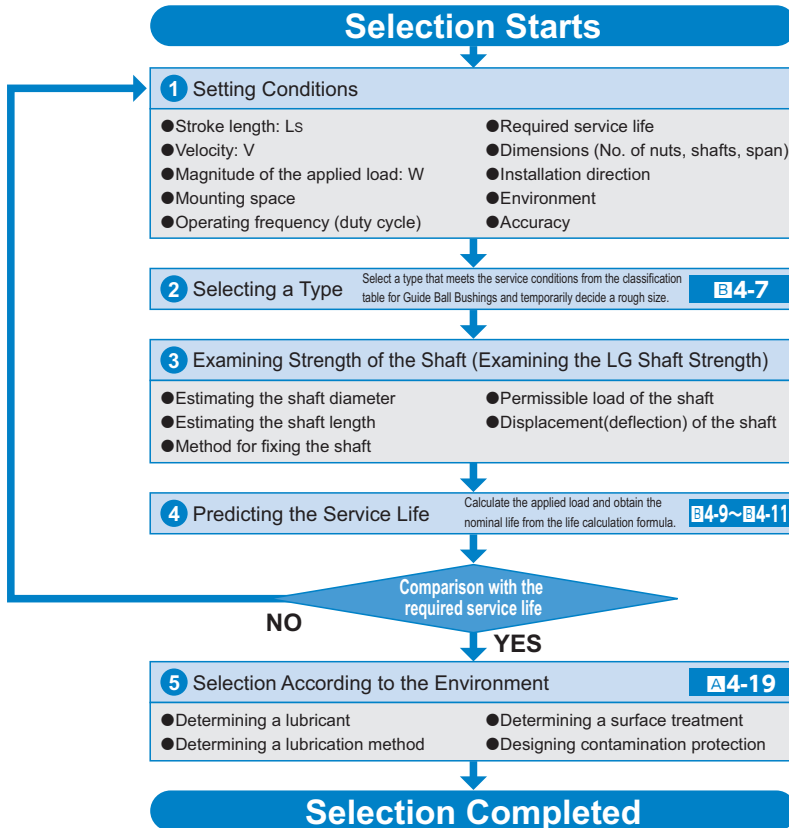 Selection Starts
1 Setting Conditions
●Stroke length: LS
●Velocity: V
●Magnitude of the applied load: W
●Mounting space
●Operating frequency (duty cycle)
●Required service life
●Dimensions (No. of nuts, shafts, span)
●Installation direction
●Environment
●Accuracy
2 Selecting a Type
Select a type that meets the service conditions from the classification
table for Guide Ball Bushings and temporarily decide a rough size.
B4-7
3 Examining Strength of the Shaft (Examining the LG Shaft Strength)
●Estimating the shaft diameter
●Estimating the shaft length
●Method for fixing the shaft
●Permissible load of the shaft
●Displacement(deflection) of the shaft
4 Predicting the Service Life
Calculate the applied load and obtain the
nominal life from the life calculation formula.
B4-9~B4-11
Comparison with the
required service life
NO
YES
5 Selection According to the Environment
A4-19
●Determining a lubricant
●Determining a lubrication method
●Determining a surface treatment
●Designing contamination protection
Selection Completed